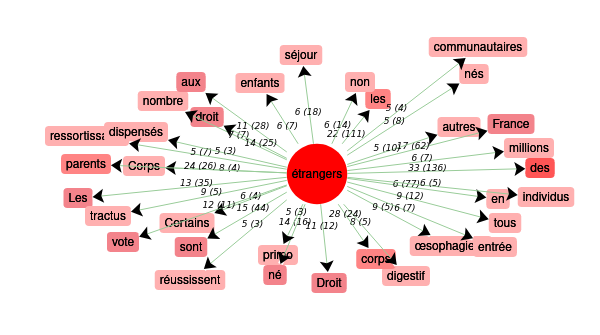 communautaires
séjour
nés
aux
enfants
non
les
nombre
droit
5 (4)
6 (18)
5 (8)
11 (28)
6 (7)
6 (14)
22 (111)
dispensés
autres
France
7 (7)
14 (25)
5 (10)
17 (62)
millions
5 (7)
5 (3)
6 (7)
parents
Corps
24 (26)
8 (4)
33 (136)
des
étrangers
13 (35)
6 (77)
6 (5)
Les
9 (5)
6 (4)
9 (12)
en
individus
12 (11)
15 (44)
9 (5)
6 (7)
tractus
5 (3)
28 (24)
Certains
14 (16)
8 (5)
tous
5 (3)
11 (12)
vote
sont
entrée
corps
né
digestif
réussissent
Droit